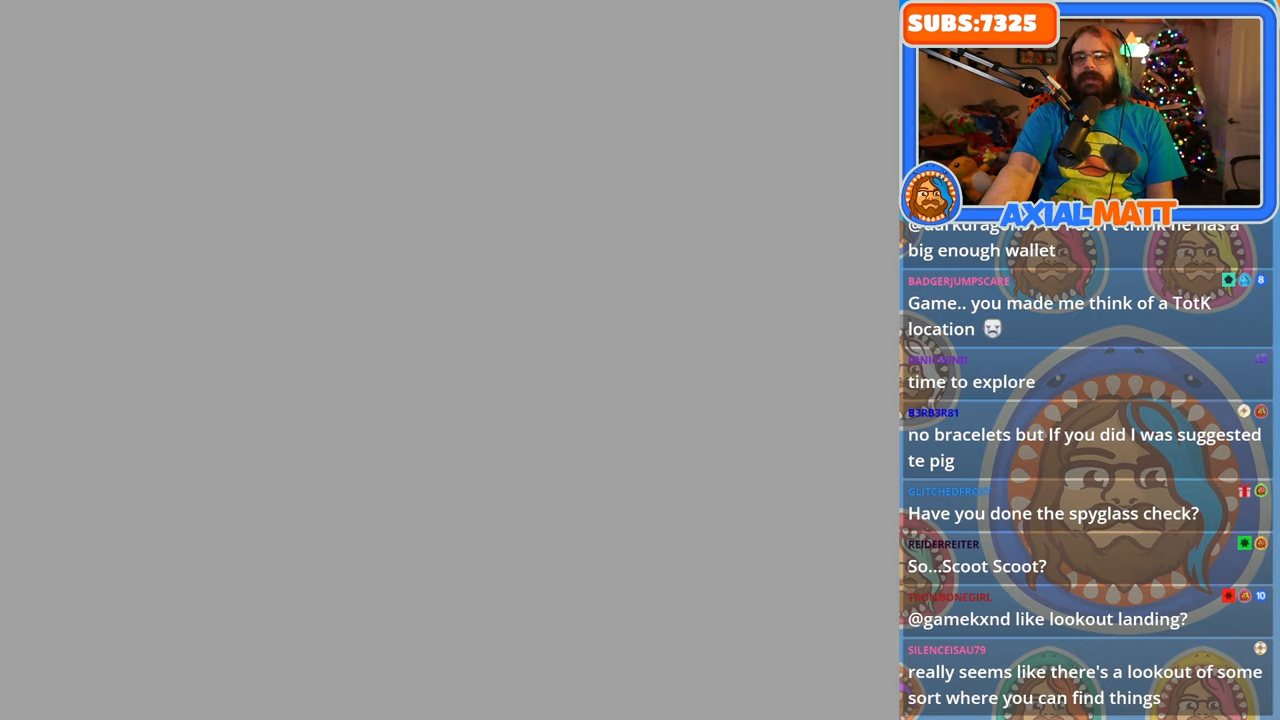 SUBS:7325
AXIALMATT
big enough wallet
BADGERJUMPSCARE
8
Game.. you made me think of a TotK
location
time to explore
B3RB3R81
no bracelets but If you did I was suggested
te pig
GLITCHEDFROST
Have you done the spyglass check?
REIDERREITER
So...Scoot Scoot?
TROMBONEGIRL
10
@gamekxnd like lookout landing?
SILENCEISAU79
really seems like there's a lookout of some
sort where you can find things